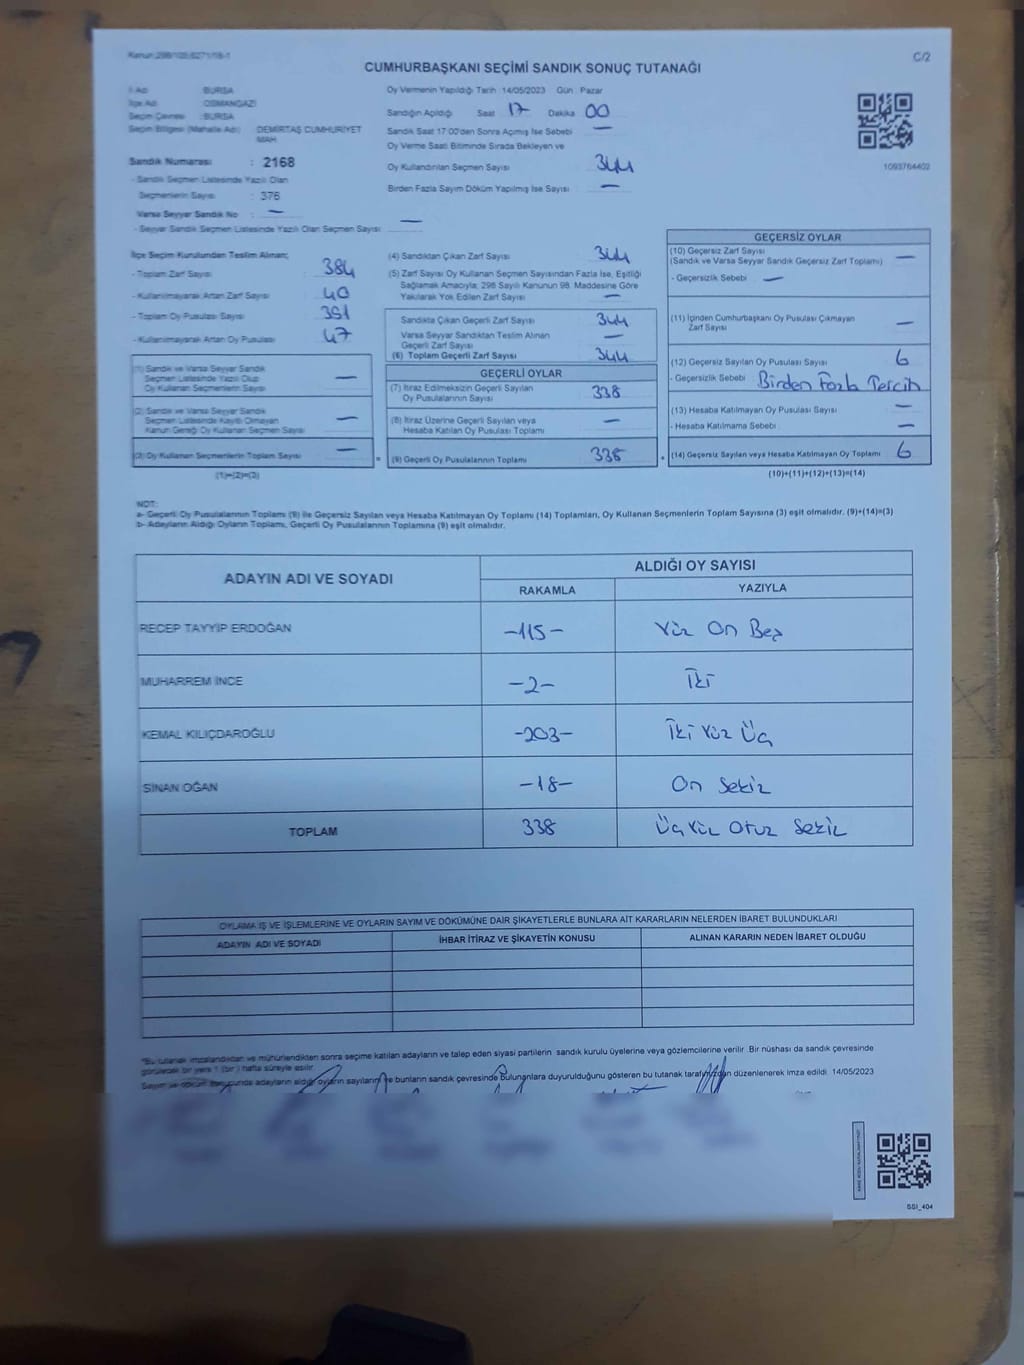 Kanun:298/105;6271/18-1
C/2
CUMHURBAŞKANI SEÇİMİ SANDIK SONUÇ TUTANAĞI
İl Adı : BURSA
İlçe Adı : OSMANGAZİ
Seçim Çevresi : BURSA
Seçim Bölgesi (Mahalle Adı) : DEMİRTAŞ CUMHURİYET MAH
Sandık Numarası : 2168
- Sandık Seçmen Listesinde Yazılı Olan
Seçmenlerin Sayısı : 376
Varsa Seyyar Sandık No : —
- Seyyar Sandık Seçmen Listesinde Yazılı Olan Seçmen Sayısı —
Oy Vermenin Yapıldığı Tarih : 14/05/2023 Gün : Pazar
Sandığın Açıldığı Saat 17 Dakika 00
Sandık Saat 17:00'den Sonra Açılmış İse Sebebi —
Oy Verme Saati Bitiminde Sırada Bekleyen ve
Oy Kullandırılan Seçmen Sayısı 344
Birden Fazla Sayım Döküm Yapılmış İse Sayısı —
1093764402
İlçe Seçim Kurulundan Teslim Alınan;
- Toplam Zarf Sayısı : 384
- Kullanılmayarak Artan Zarf Sayısı : 40
- Toplam Oy Pusulası Sayısı : 391
- Kullanılmayarak Artan Oy Pusulası : 47
(1) Sandık ve Varsa Seyyar Sandık
Seçmen Listesinde Yazılı Olup
Oy Kullanan Seçmenlerin Sayısı —
(2) Sandık ve Varsa Seyyar Sandık
Seçmen Listesinde Kayıtlı Olmayan
Kanun Gereği Oy Kullanan Seçmen Sayısı —
(3) Oy Kullanan Seçmenlerin Toplam Sayısı —
(1)+(2)=(3)
(4) Sandıktan Çıkan Zarf Sayısı 344
(5) Zarf Sayısı Oy Kullanan Seçmen Sayısından Fazla İse, Eşitliği
Sağlamak Amacıyla; 298 Sayılı Kanunun 98. Maddesine Göre
Yakılarak Yok Edilen Zarf Sayısı —
Sandıkta Çıkan Geçerli Zarf Sayısı 344
Varsa Seyyar Sandıktan Teslim Alınan
Geçerli Zarf Sayısı —
(6) Toplam Geçerli Zarf Sayısı 344
GEÇERLİ OYLAR
(7) İtiraz Edilmeksizin Geçerli Sayılan
Oy Pusulalarının Sayısı 338
(8) İtiraz Üzerine Geçerli Sayılan veya
Hesaba Katılan Oy Pusulası Toplamı —
= (9) Geçerli Oy Pusulalarının Toplamı 338
GEÇERSİZ OYLAR
(10) Geçersiz Zarf Sayısı
(Sandık ve Varsa Seyyar Sandık Geçersiz Zarf Toplamı) —
- Geçersizlik Sebebi : —
(11) İçinden Cumhurbaşkanı Oy Pusulası Çıkmayan
Zarf Sayısı —
(12) Geçersiz Sayılan Oy Pusulası Sayısı 6
- Geçersizlik Sebebi : Birden Fazla Tercih
(13) Hesaba Katılmayan Oy Pusulası Sayısı —
- Hesaba Katılmama Sebebi : —
+ (14) Geçersiz Sayılan veya Hesaba Katılmayan Oy Toplamı 6
(10)+(11)+(12)+(13)=(14)
NOT:
a- Geçerli Oy Pusulalarının Toplamı (9) ile Geçersiz Sayılan veya Hesaba Katılmayan Oy Toplamı (14) Toplamları, Oy Kullanan Seçmenlerin Toplam Sayısına (3) eşit olmalıdır. (9)+(14)=(3)
b- Adayların Aldığı Oyların Toplamı, Geçerli Oy Pusulalarının Toplamına (9) eşit olmalıdır.
ADAYIN ADI VE SOYADI ALDIĞI OY SAYISI
RAKAMLA YAZIYLA
RECEP TAYYİP ERDOĞAN -115- Yüz On Beş
MUHARREM İNCE -2- İki
KEMAL KILIÇDAROĞLU -203- İki Yüz Üç
SİNAN OĞAN -18- On Sekiz
TOPLAM 338 Üç Yüz Otuz Sekiz
OYLAMA İŞ VE İŞLEMLERİNE VE OYLARIN SAYIM VE DÖKÜMÜNE DAİR ŞİKAYETLERLE BUNLARA AİT KARARLARIN NELERDEN İBARET BULUNDUKLARI
ADAYIN ADI VE SOYADI İHBAR İTİRAZ VE ŞİKAYETİN KONUSU ALINAN KARARIN NEDEN İBARET OLDUĞU
*Bu tutanak imzalandıktan ve mühürlendikten sonra seçime katılan adayların ve talep eden siyasi partilerin sandık kurulu üyelerine veya gözlemcilerine verilir. Bir nüshası da sandık çevresinde
görülecek bir yere 1 (bir) hafta süreyle asılır.
Sayım ve döküm sonucunda adayların aldığı oyların sayılarını ve bunların sandık çevresinde bulunanlara duyurulduğunu gösteren bu tutanak tarafımızdan düzenlenerek imza edildi. 14/05/2023
SSI_404